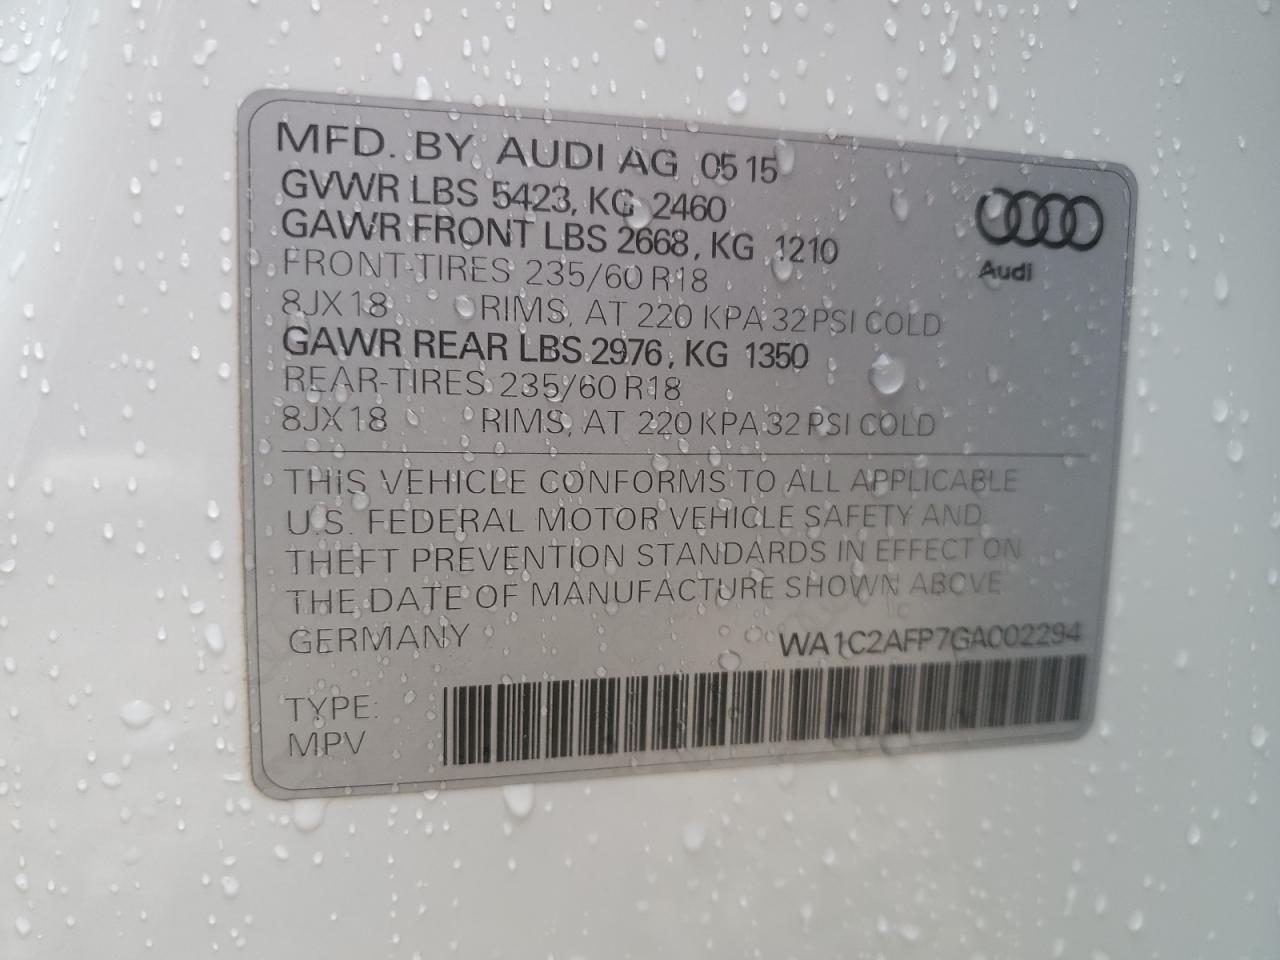 MFD. BY AUDI AG 05 15
GVWR LBS 5423, KG 2460
GAWR FRONT LBS 2668, KG 1210
FRONT-TIRES 235/60 R18
8JX18 RIMS, AT 220 KPA 32 PSI COLD
GAWR REAR LBS 2976, KG 1350
REAR-TIRES 235/60 R18
8JX18 RIMS, AT 220 KPA 32 PSI COLD
Audi
THIS VEHICLE CONFORMS TO ALL APPLICABLE
U.S. FEDERAL MOTOR VEHICLE SAFETY AND
THEFT PREVENTION STANDARDS IN EFFECT ON
THE DATE OF MANUFACTURE SHOWN ABOVE
GERMANY WA1C2AFP7GA002294
TYPE:
MPV